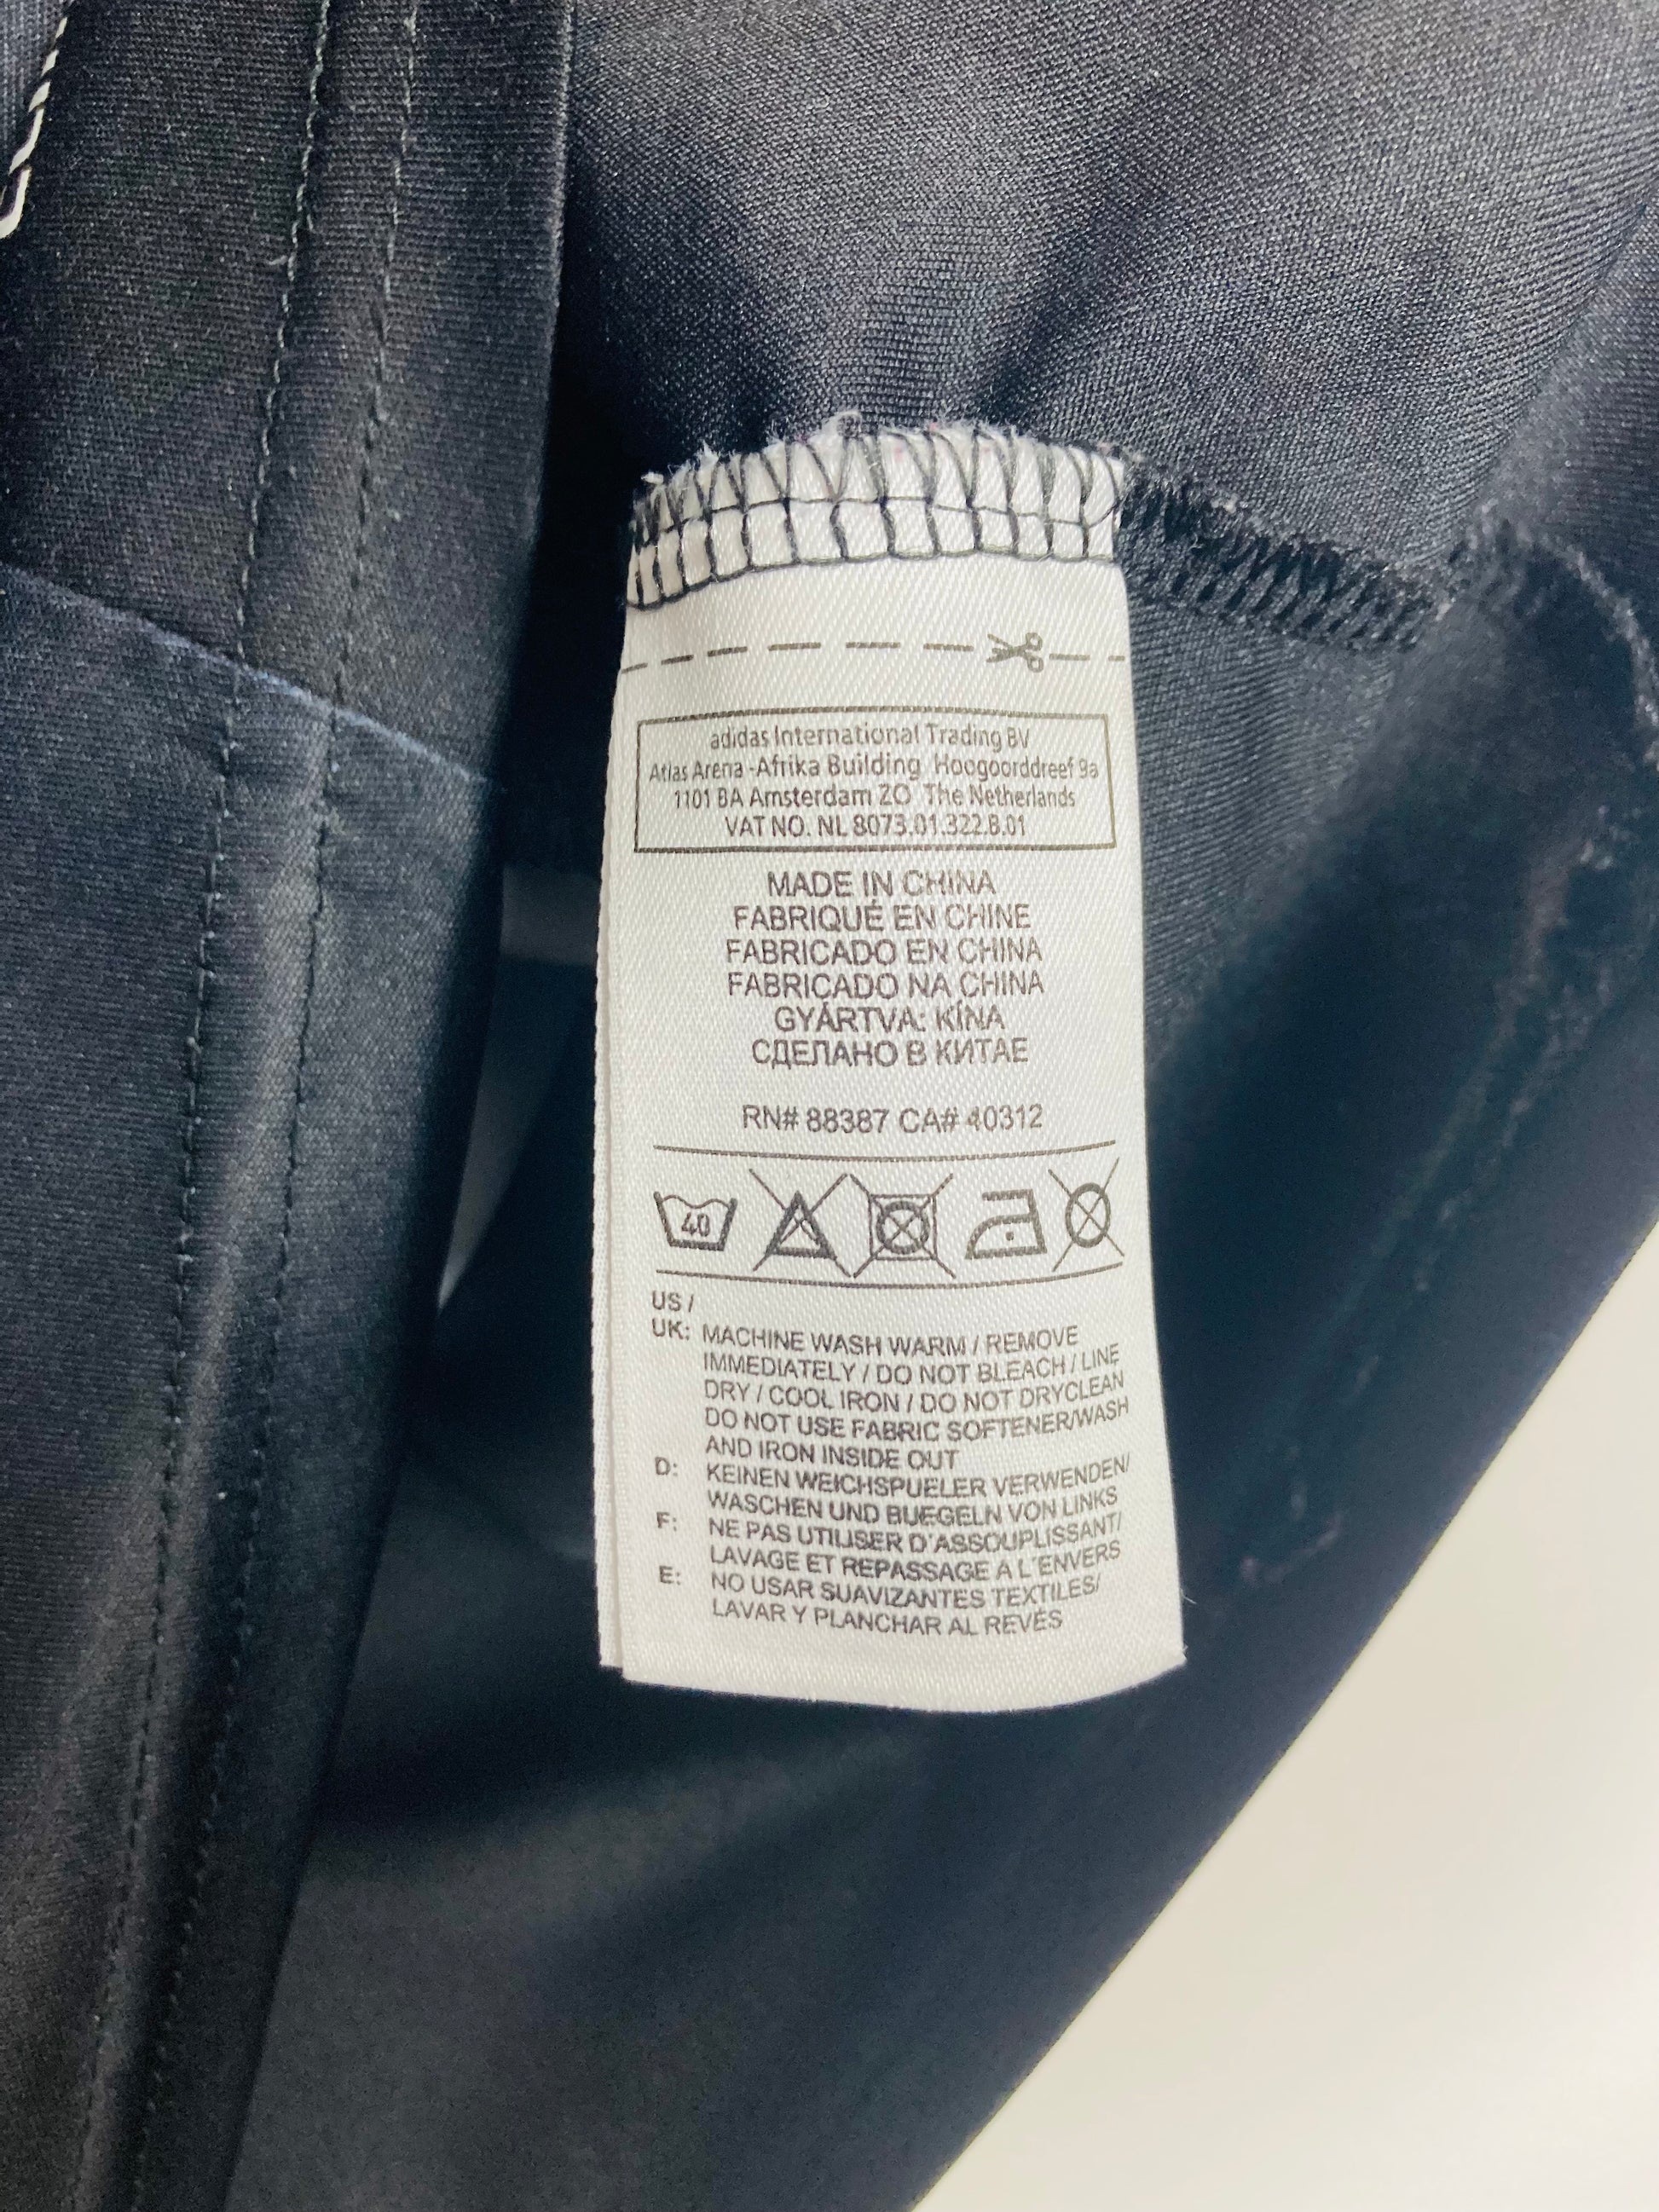 adidas International Trading BV
Atlas Arena -Afrika Building Hoogoorddreef 9a
1101 BA Amsterdam ZO The Netherlands
VAT NO. NL 8073.01.322.B.01
MADE IN CHINA
FABRIQUÉ EN CHINE
FABRICADO EN CHINA
FABRICADO NA CHINA
GYÁRTVA: KÍNA
СДЕЛАНО В КИТАЕ
RN# 88387 CA# 40312
40
US /
UK: MACHINE WASH WARM / REMOVE
IMMEDIATELY / DO NOT BLEACH / LINE
DRY / COOL IRON / DO NOT DRYCLEAN
DO NOT USE FABRIC SOFTENER/WASH
AND IRON INSIDE OUT
D: KEINEN WEICHSPUELER VERWENDEN/
WASCHEN UND BUEGELN VON LINKS
F: NE PAS UTILISER D'ASSOUPLISSANT/
LAVAGE ET REPASSAGE A L'ENVERS
E: NO USAR SUAVIZANTES TEXTILES/
LAVAR Y PLANCHAR AL REVÉS